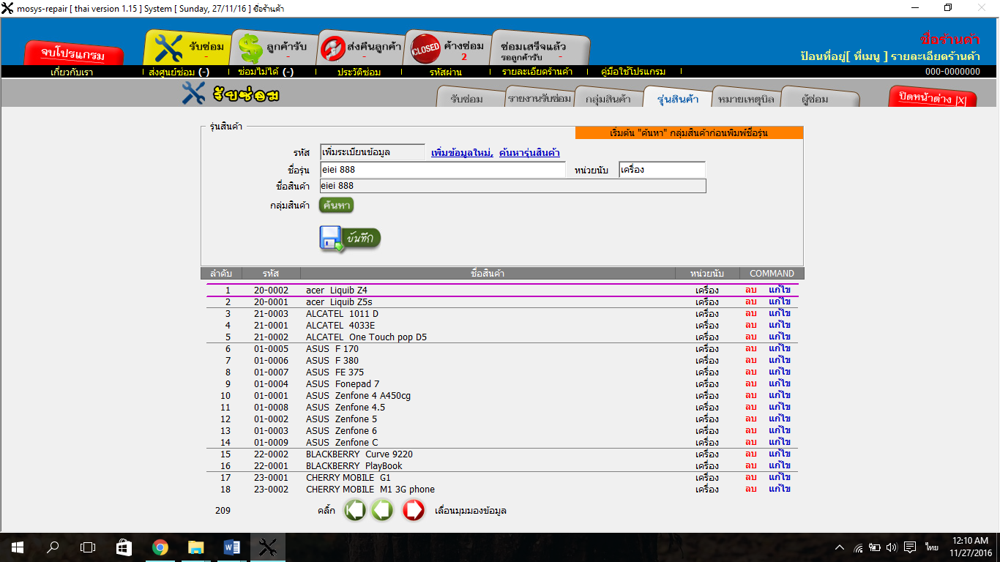 mosys-repair [ thai version 1.15 ] System [ Sunday, 27/11/16 ] ชื่อร้านค้า
จบโปรแกรม
รับซ่อม
-
ลูกค้ารับ
-
ส่งคืนลูกค้า
-
CLOSED
ค้างซ่อม
2
ซ่อมเสร็จแล้ว
รอลูกค้ารับ -
ชื่อร้านค้า
ป้อนที่อยู่[ ที่เมนู ] รายละเอียดร้านค้า
เกี่ยวกับเรา
ส่งศูนย์ซ่อม (-)
ซ่อมไม่ได้ (-)
ประวัติซ่อม
รหัสผ่าน
รายละเอียดร้านค้า
คู่มือใช้โปรแกรม
000-0000000
รับซ่อม
รับซ่อม
รายงานรับซ่อม
กลุ่มสินค้า
รุ่นสินค้า
หมายเหตุบิล
ผู้ซ่อม
ปิดหน้าต่าง |X|
รุ่นสินค้า
เริ่มต้น "ค้นหา" กลุ่มสินค้าก่อนพิมพ์ชื่อรุ่น
รหัส เพิ่มระเบียนข้อมูล เพิ่มข้อมูลใหม่, ค้นหารุ่นสินค้า
ชื่อรุ่น eiei 888 หน่วยนับ เครื่อง
ชื่อสินค้า eiei 888
กลุ่มสินค้า ค้นหา
บันทึก
ลำดับ รหัส ชื่อสินค้า หน่วยนับ COMMAND
1 20-0002 acer Liquib Z4 เครื่อง ลบ แก้ไข
2 20-0001 acer Liquib Z5s เครื่อง ลบ แก้ไข
3 21-0003 ALCATEL 1011 D เครื่อง ลบ แก้ไข
4 21-0001 ALCATEL 4033E เครื่อง ลบ แก้ไข
5 21-0002 ALCATEL One Touch pop D5 เครื่อง ลบ แก้ไข
6 01-0005 ASUS F 170 เครื่อง ลบ แก้ไข
7 01-0006 ASUS F 380 เครื่อง ลบ แก้ไข
8 01-0007 ASUS FE 375 เครื่อง ลบ แก้ไข
9 01-0004 ASUS Fonepad 7 เครื่อง ลบ แก้ไข
10 01-0001 ASUS Zenfone 4 A450cg เครื่อง ลบ แก้ไข
11 01-0008 ASUS Zenfone 4.5 เครื่อง ลบ แก้ไข
12 01-0002 ASUS Zenfone 5 เครื่อง ลบ แก้ไข
13 01-0003 ASUS Zenfone 6 เครื่อง ลบ แก้ไข
14 01-0009 ASUS Zenfone C เครื่อง ลบ แก้ไข
15 22-0002 BLACKBERRY Curve 9220 เครื่อง ลบ แก้ไข
16 22-0001 BLACKBERRY PlayBook เครื่อง ลบ แก้ไข
17 23-0001 CHERRY MOBILE G1 เครื่อง ลบ แก้ไข
18 23-0002 CHERRY MOBILE M1 3G phone เครื่อง ลบ แก้ไข
209 คลิ๊ก เลื่อนมุมมองข้อมูล
ไทย
12:10 AM
11/27/2016